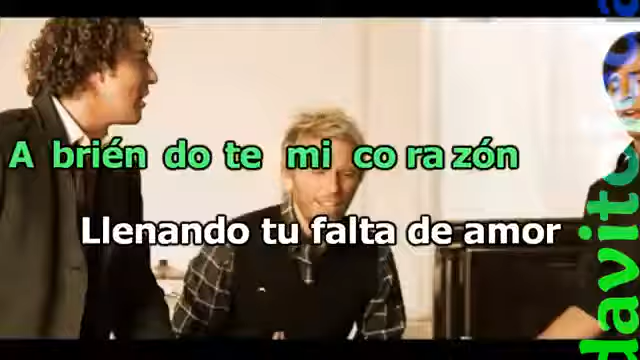 A brién do te mi co ra zón
Llenando tu falta de amor
davito